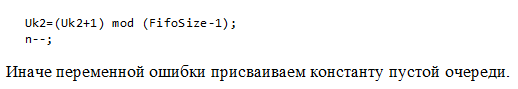 Uk2=(Uk2+1) mod (FifoSize-1);
n--;
Иначе переменной ошибки присваиваем константу пустой очереди.